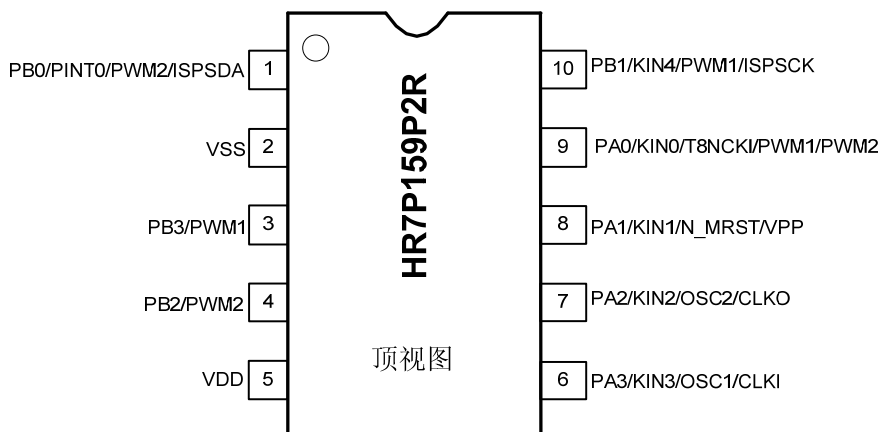 PB0/PINT0/PWM2/ISPSDA 1
VSS 2
PB3/PWM1 3
PB2/PWM2 4
VDD 5
HR7P159P2R
顶视图
10 PB1/KIN4/PWM1/ISPSCK
9 PA0/KIN0/T8NCKI/PWM1/PWM2
8 PA1/KIN1/N_MRST/VPP
7 PA2/KIN2/OSC2/CLKO
6 PA3/KIN3/OSC1/CLKI